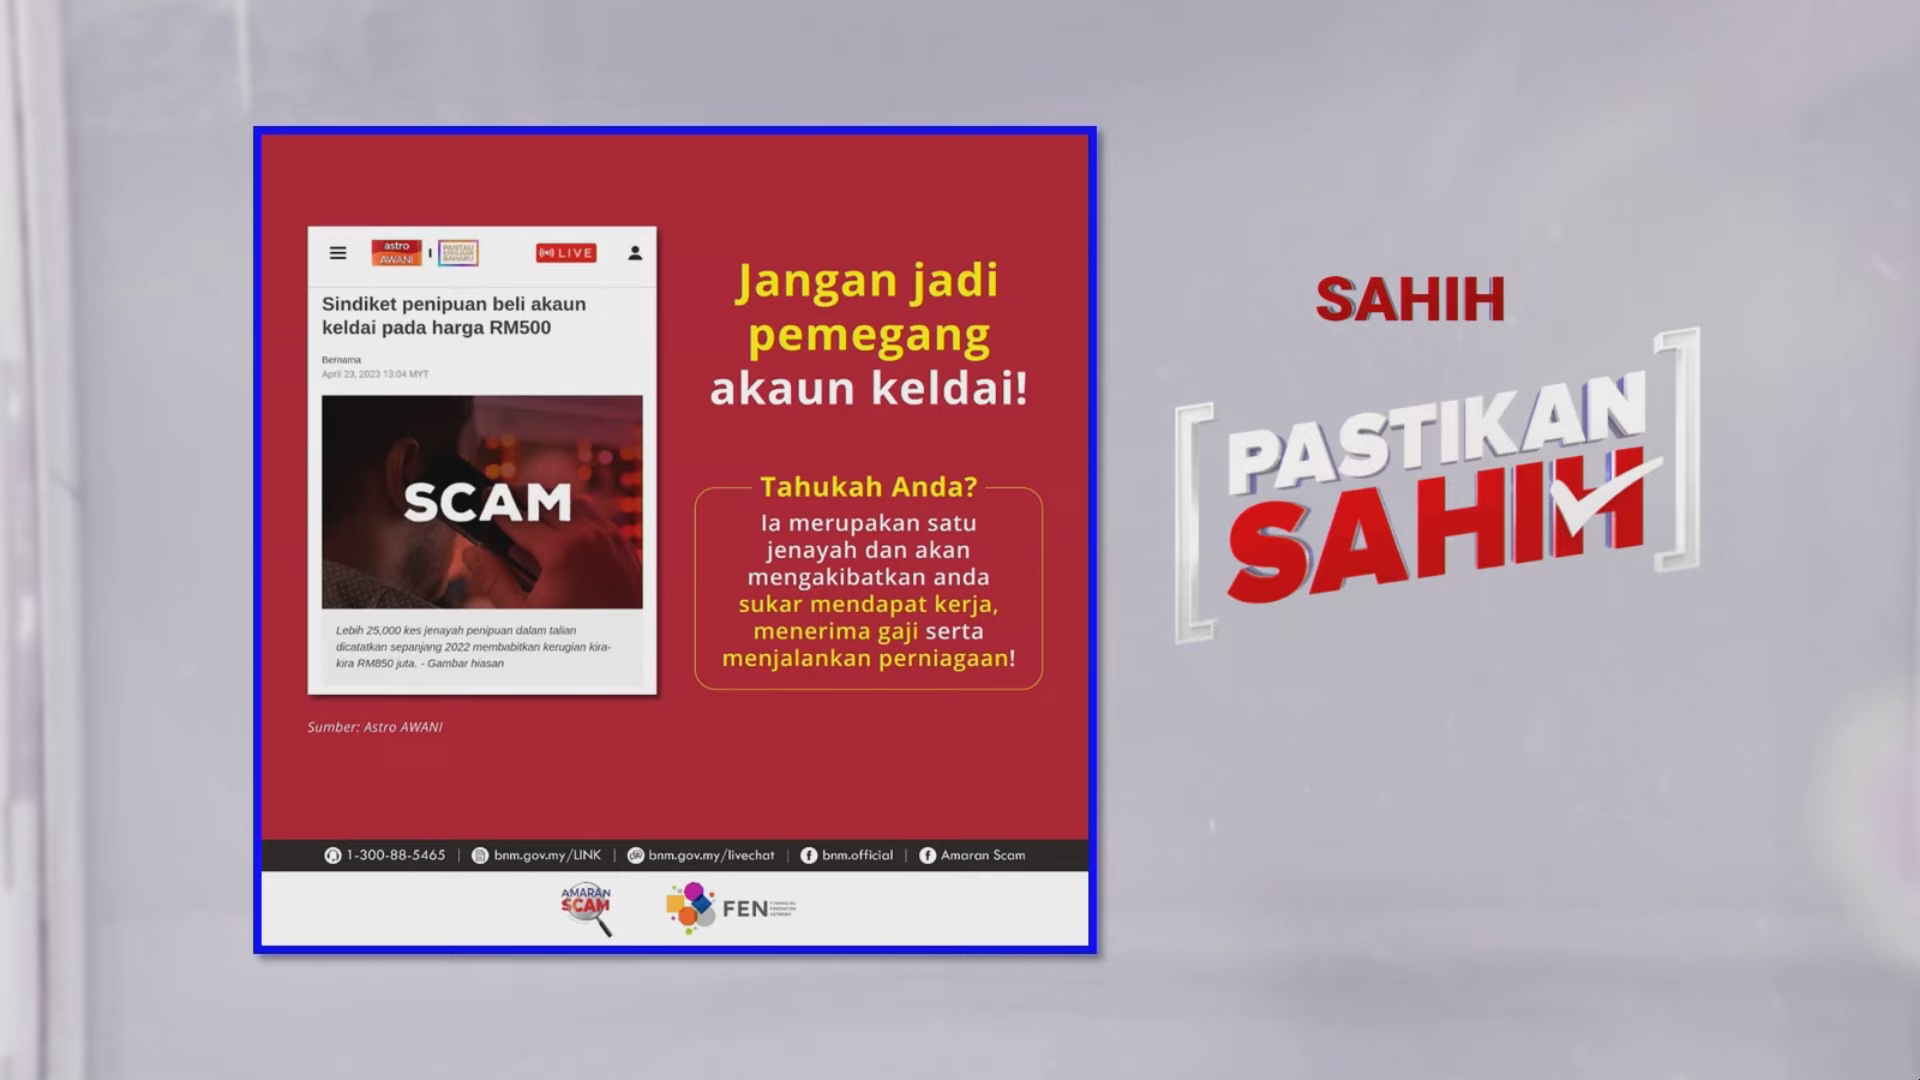 astro
AWANI
PANTAU
LIVE
Sindiket penipuan beli akaun
keldai pada harga RM500
Bernama
April 23, 2023 13:04 MYT
SCAM
Lebih 25,000 kes jenayah penipuan dalam talian
dicatatkan sepanjang 2022 membabitkan kerugian kira-
kira RM850 juta. - Gambar hiasan
Sumber: Astro AWANI
Jangan jadi
pemegang
akaun keldai!
Tahukah Anda?
Ia merupakan satu
jenayah dan akan
mengakibatkan anda
sukar mendapat kerja,
menerima gaji serta
menjalankan perniagaan!
1-300-88-5465 | bnm.gov.my/LINK | bnm.gov.my/livechat | bnm.official | Amaran Scam
AMARAN
SCAM
FEN
SAHIH
[PASTIKAN
SAHIH]